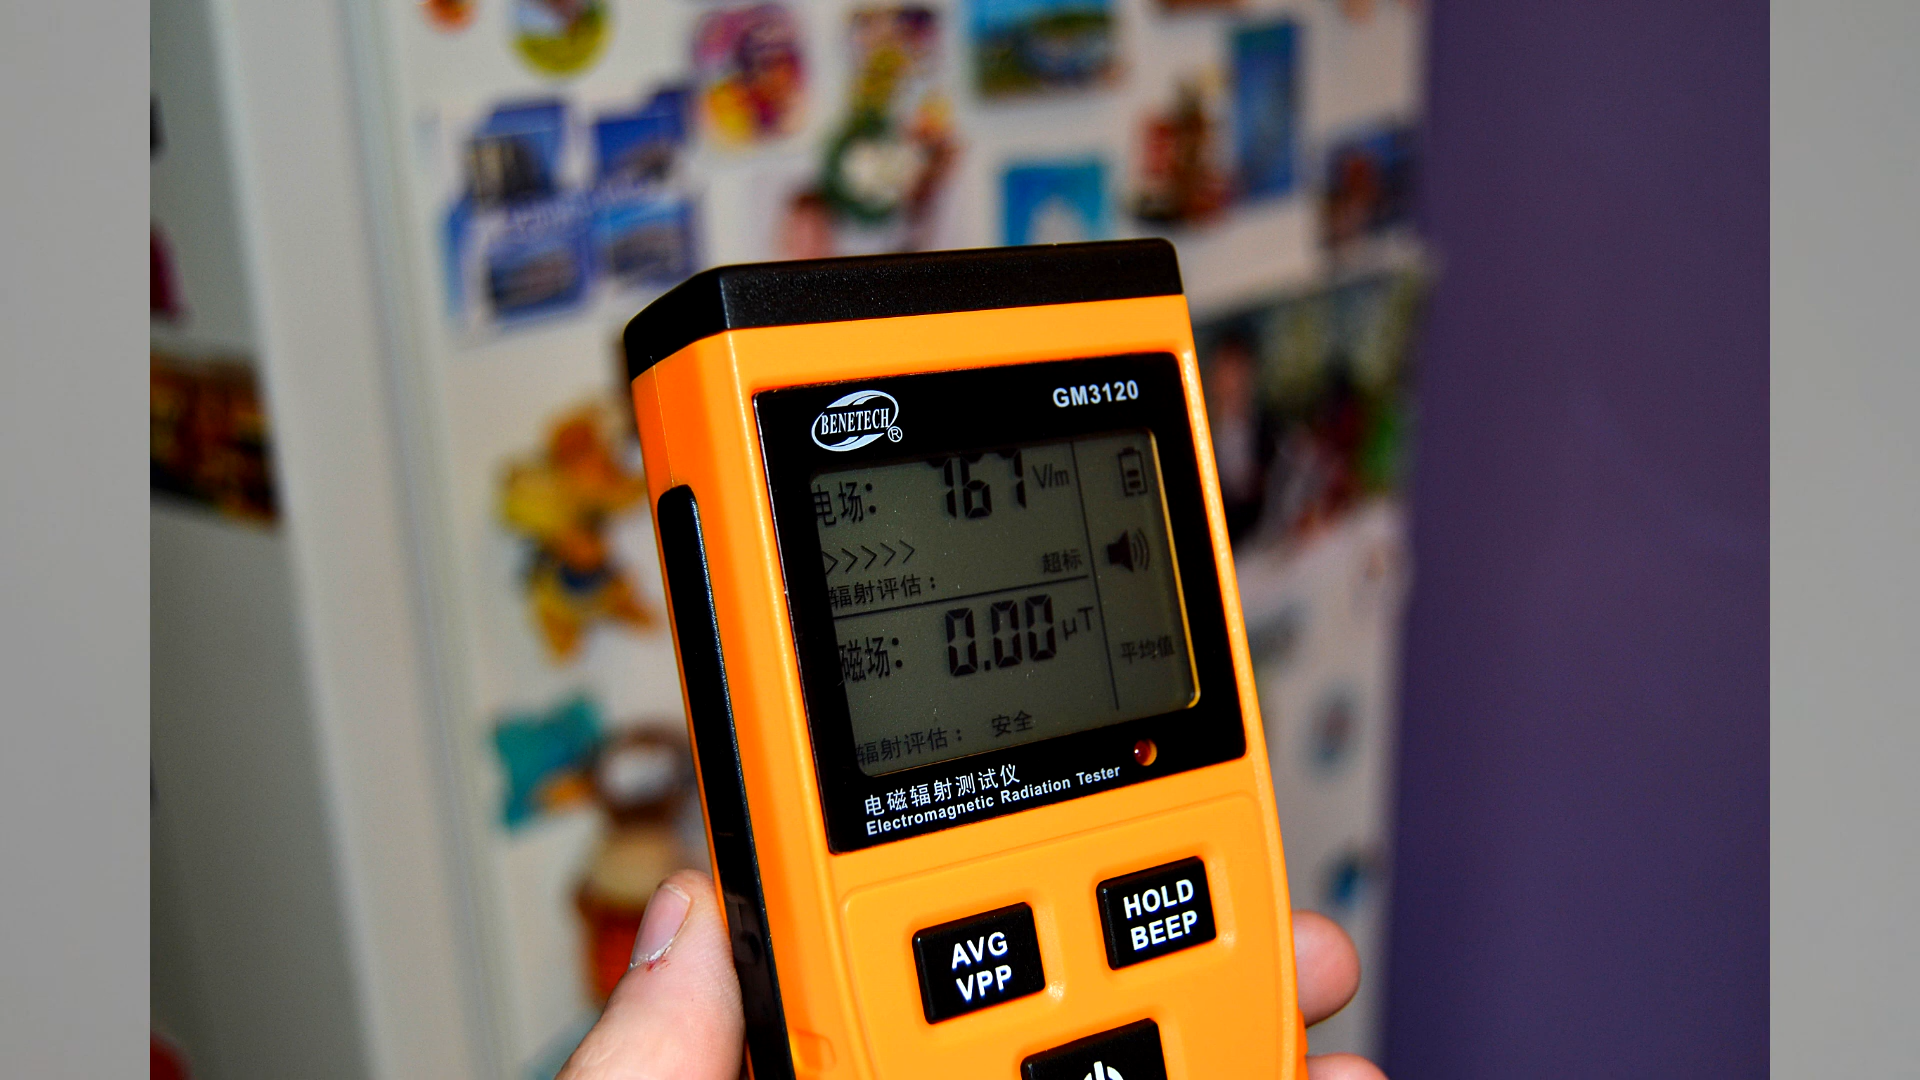 BENETECH®
GM3120
电场: 767 V/m
>>>>>
超标
辐射评估:
磁场: 0.00 μT
平均值
辐射评估: 安全
电磁辐射测试仪
Electromagnetic Radiation Tester
HOLD
BEEP
AVG
VPP